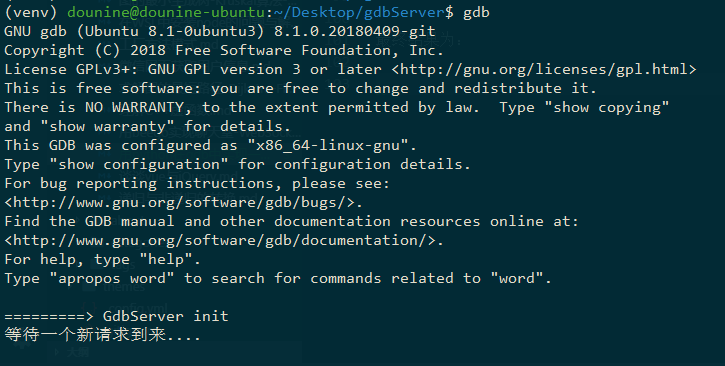 (venv) dounine@dounine-ubuntu:~/Desktop/gdbServer$ gdb
GNU gdb (Ubuntu 8.1-0ubuntu3) 8.1.0.20180409-git
Copyright (C) 2018 Free Software Foundation, Inc.
License GPLv3+: GNU GPL version 3 or later <http://gnu.org/licenses/gpl.html>
This is free software: you are free to change and redistribute it.
There is NO WARRANTY, to the extent permitted by law.  Type "show copying"
and "show warranty" for details.
This GDB was configured as "x86_64-linux-gnu".
Type "show configuration" for configuration details.
For bug reporting instructions, please see:
<http://www.gnu.org/software/gdb/bugs/>.
Find the GDB manual and other documentation resources online at:
<http://www.gnu.org/software/gdb/documentation/>.
For help, type "help".
Type "apropos word" to search for commands related to "word".
=========> GdbServer init
等待一个新请求到来....